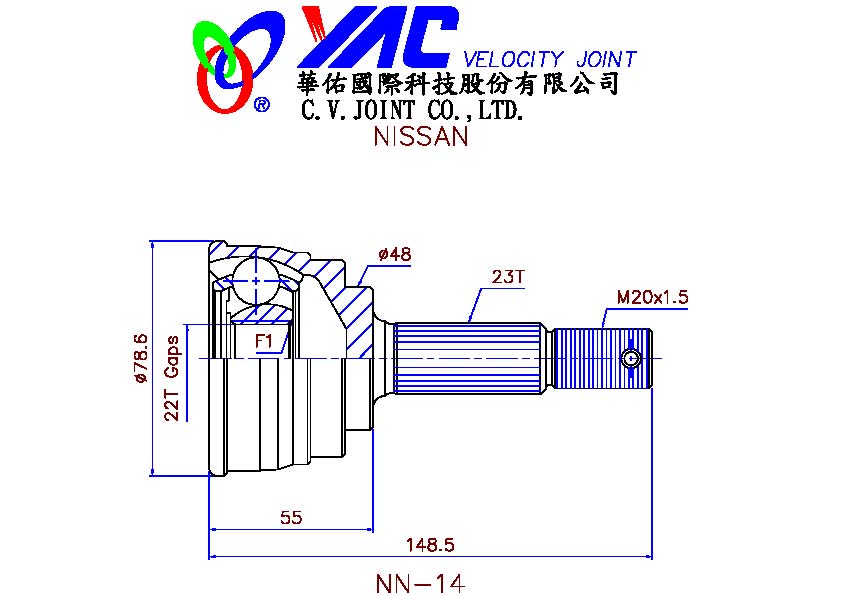 YAC VELOCITY JOINT
®
華佑國際科技股份有限公司
C.V.JOINT CO.,LTD.
NISSAN
ø48
23T
M20x1.5
ø78.6
22T Gaps
F1
55
148.5
NN-14